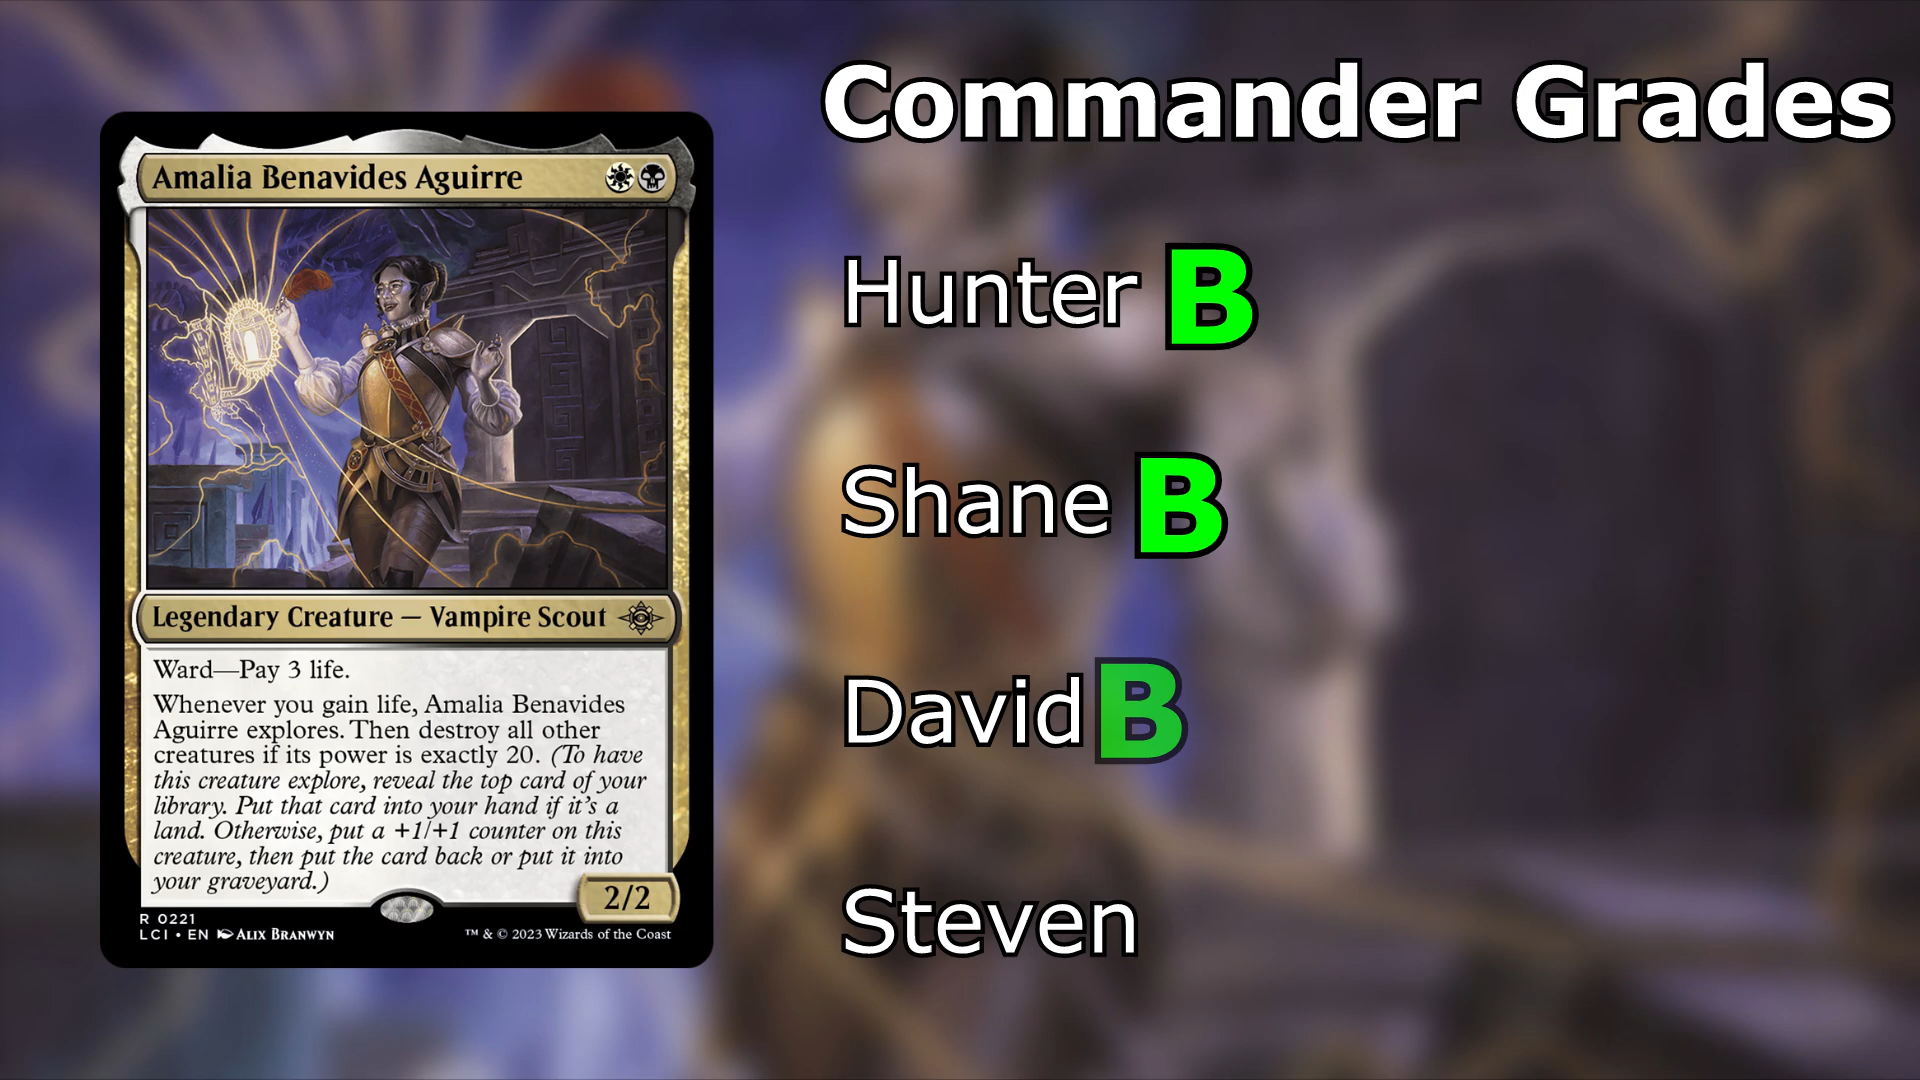 Commander Grades
Amalia Benavides Aguirre
Legendary Creature — Vampire Scout
Ward—Pay 3 life.
Whenever you gain life, Amalia Benavides
Aguirre explores. Then destroy all other
creatures if its power is exactly 20. (To have
this creature explore, reveal the top card of your
library. Put that card into your hand if it's a
land. Otherwise, put a +1/+1 counter on this
creature, then put the card back or put it into
your graveyard.)
2/2
R 0221
LCI • EN ALIX BRANWYN
™ & © 2023 Wizards of the Coast
Hunter B
Shane B
David B
Steven